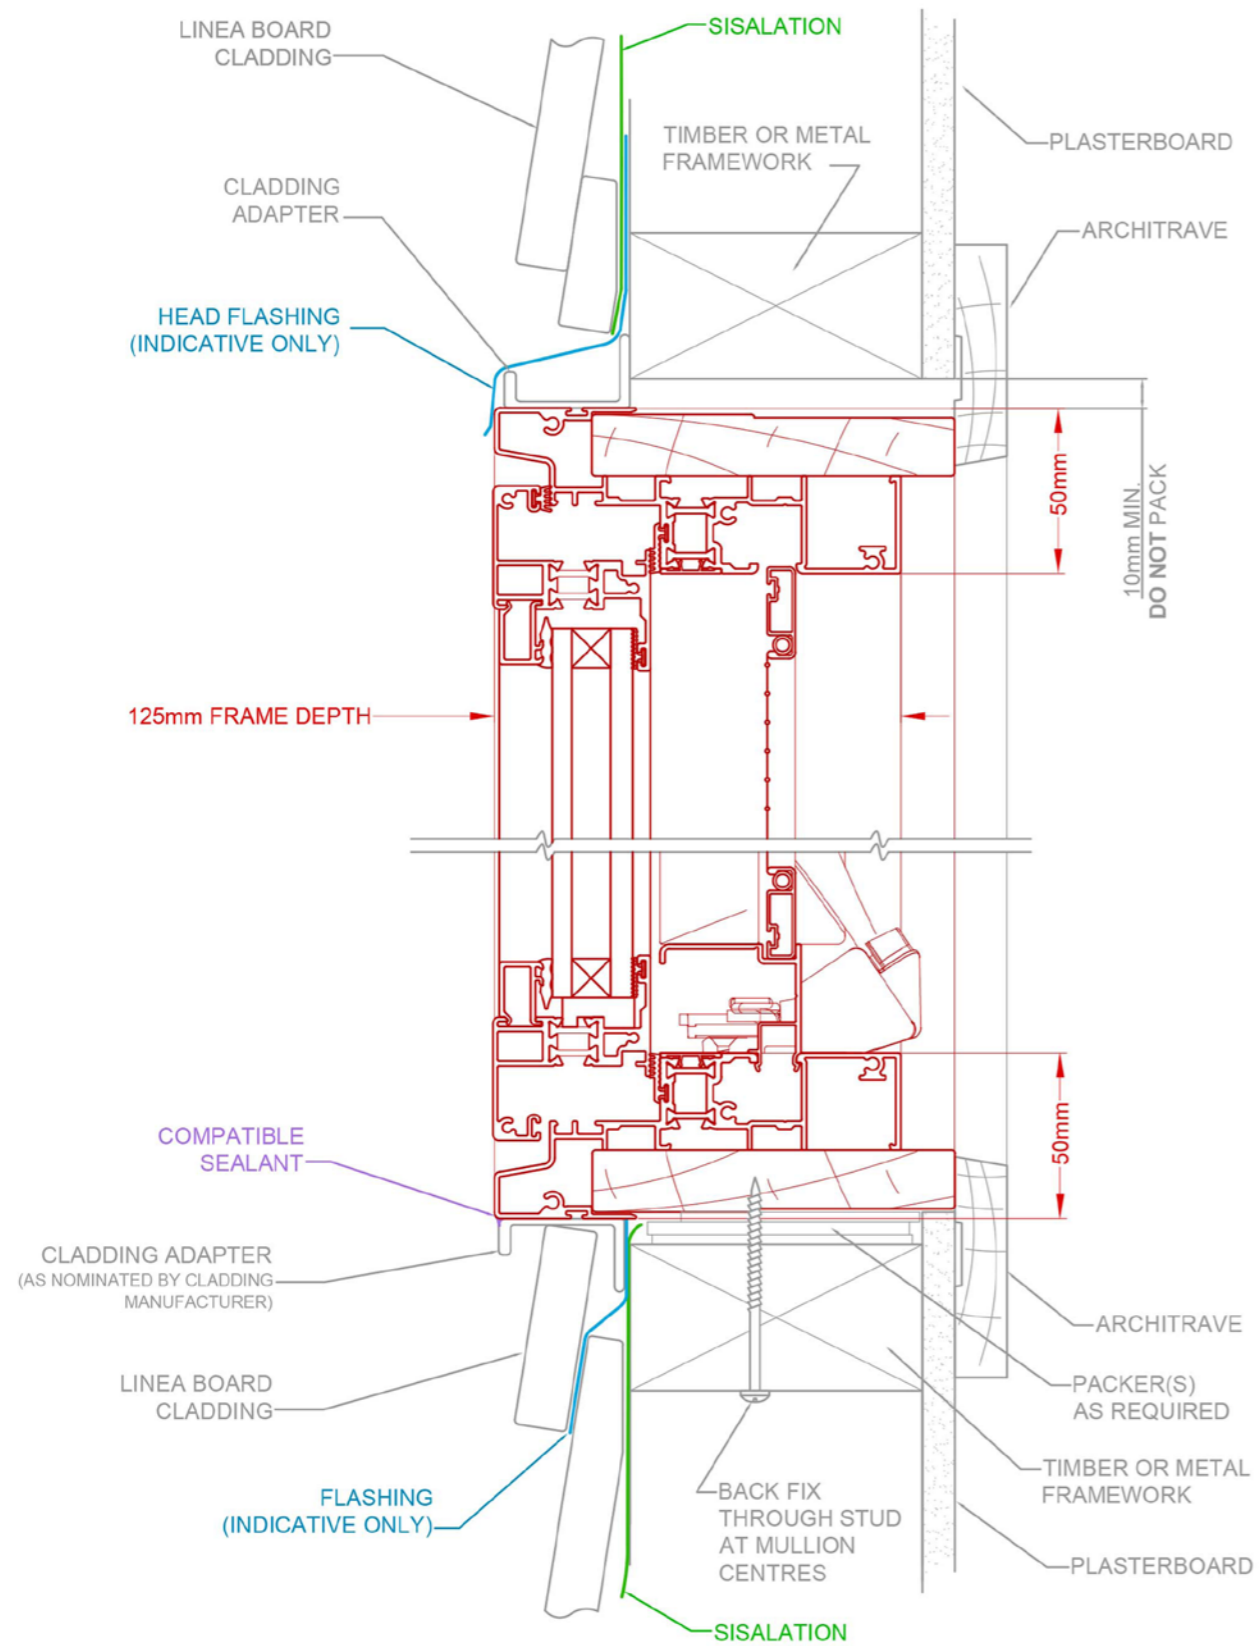 LINEA BOARD
CLADDING
SISALATION
TIMBER OR METAL
FRAMEWORK
PLASTERBOARD
CLADDING
ADAPTER
ARCHITRAVE
HEAD FLASHING
(INDICATIVE ONLY)
50mm
10mm MIN.
DO NOT PACK
125mm FRAME DEPTH
COMPATIBLE
SEALANT
50mm
CLADDING ADAPTER
(AS NOMINATED BY CLADDING
MANUFACTURER)
ARCHITRAVE
LINEA BOARD
CLADDING
PACKER(S)
AS REQUIRED
FLASHING
(INDICATIVE ONLY)
BACK FIX
THROUGH STUD
AT MULLION
CENTRES
TIMBER OR METAL
FRAMEWORK
PLASTERBOARD
SISALATION